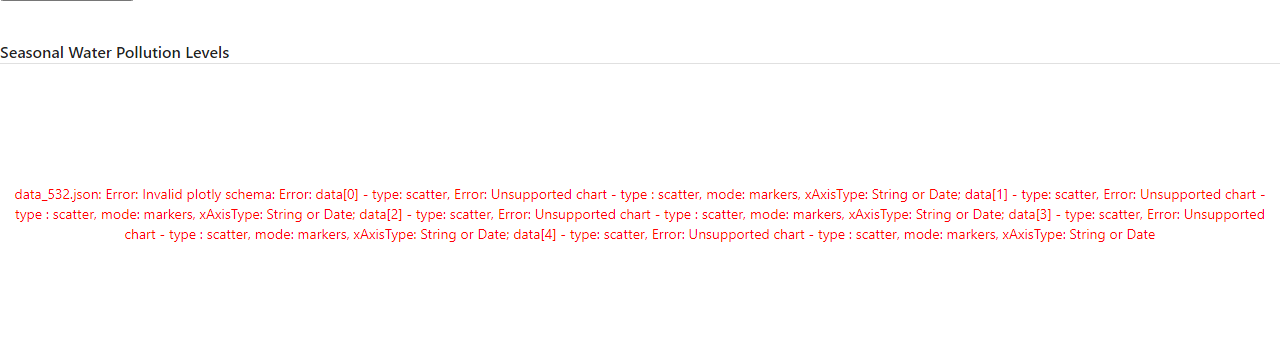 Seasonal Water Pollution Levels
data_532.json: Error: Invalid plotly schema: Error: data[0] - type: scatter, Error: Unsupported chart - type : scatter, mode: markers, xAxisType: String or Date; data[1] - type: scatter, Error: Unsupported chart -
type : scatter, mode: markers, xAxisType: String or Date; data[2] - type: scatter, Error: Unsupported chart - type : scatter, mode: markers, xAxisType: String or Date; data[3] - type: scatter, Error: Unsupported
chart - type : scatter, mode: markers, xAxisType: String or Date; data[4] - type: scatter, Error: Unsupported chart - type : scatter, mode: markers, xAxisType: String or Date